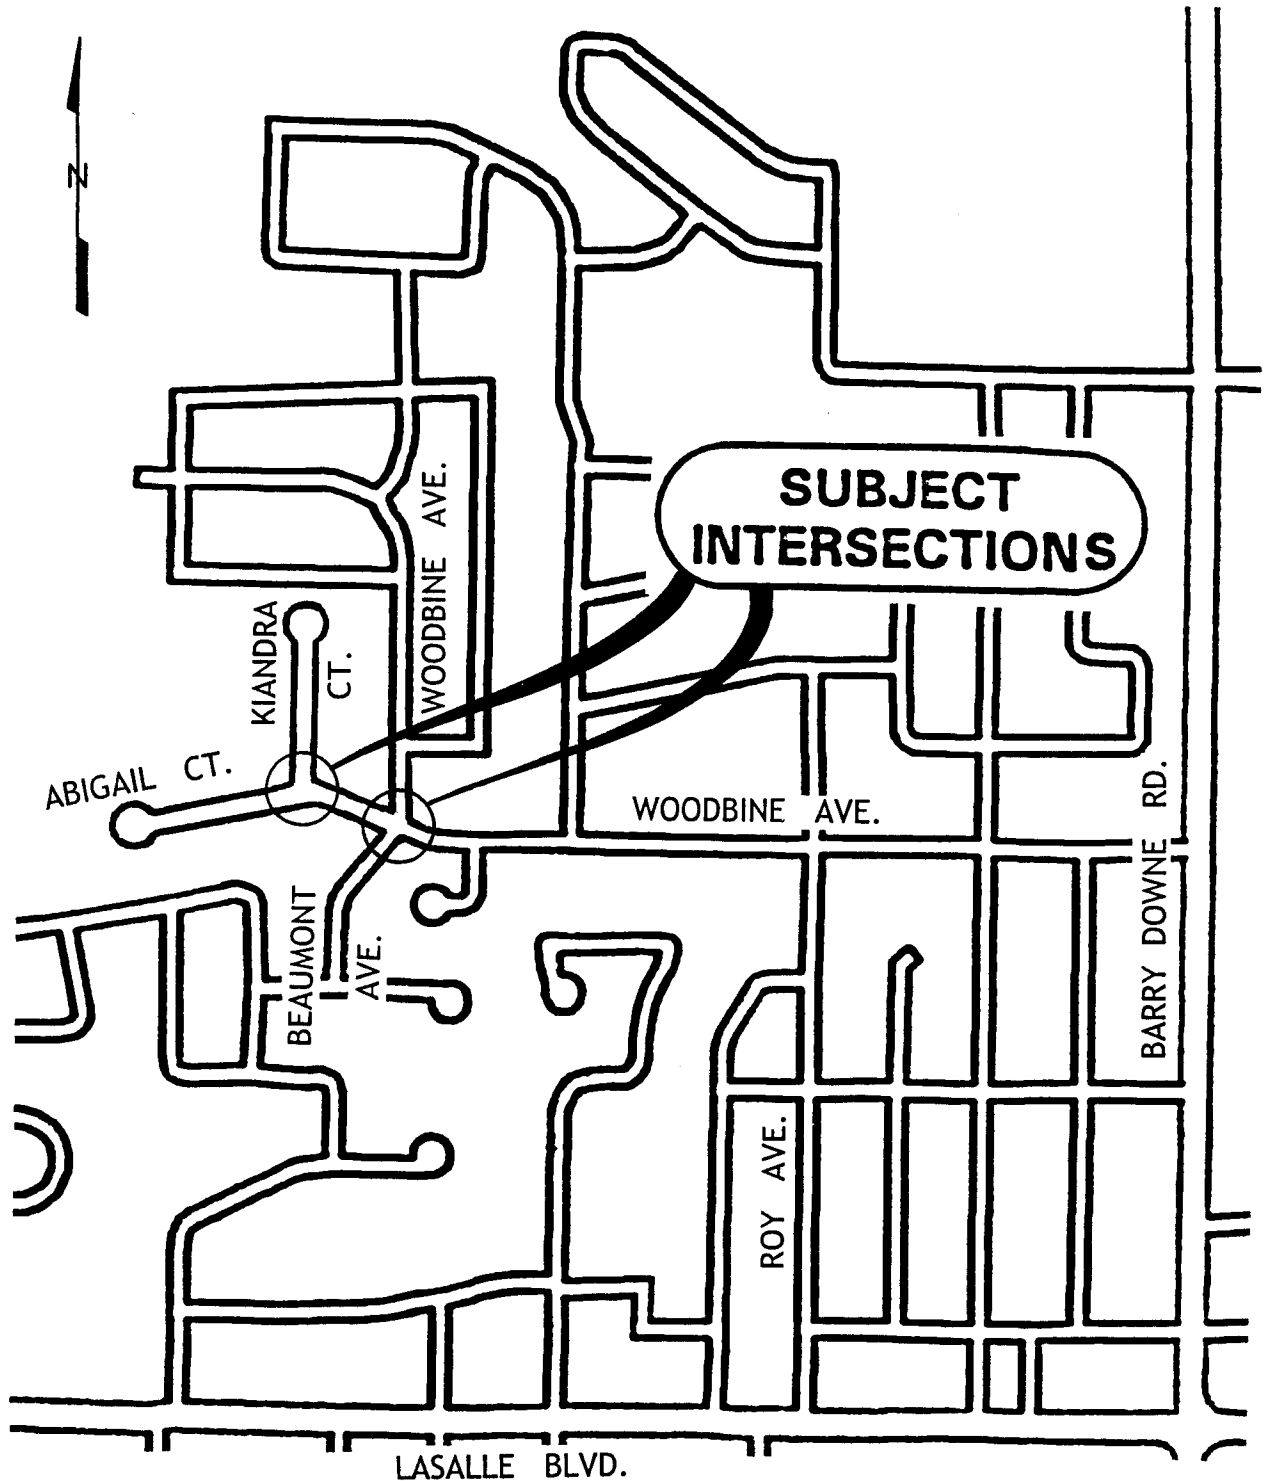 N
SUBJECT
INTERSECTIONS
WOODBINE AVE.
KIANDRA
CT.
ABIGAIL CT.
WOODBINE AVE.
BARRY DOWNE RD.
BEAUMONT
AVE.
ROY AVE.
LASALLE BLVD.